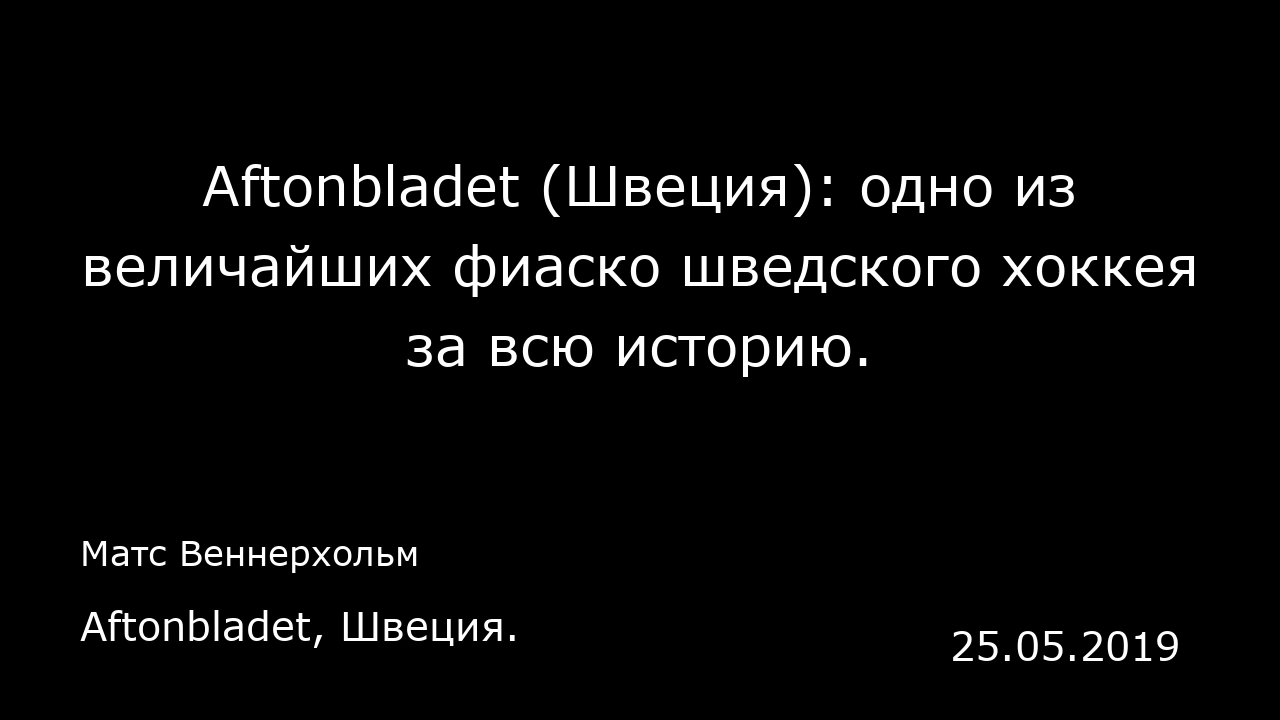 Aftonbladet (Швеция): одно из
величайших фиаско шведского хоккея
за всю историю.
Матс Веннерхольм
Aftonbladet, Швеция.
25.05.2019